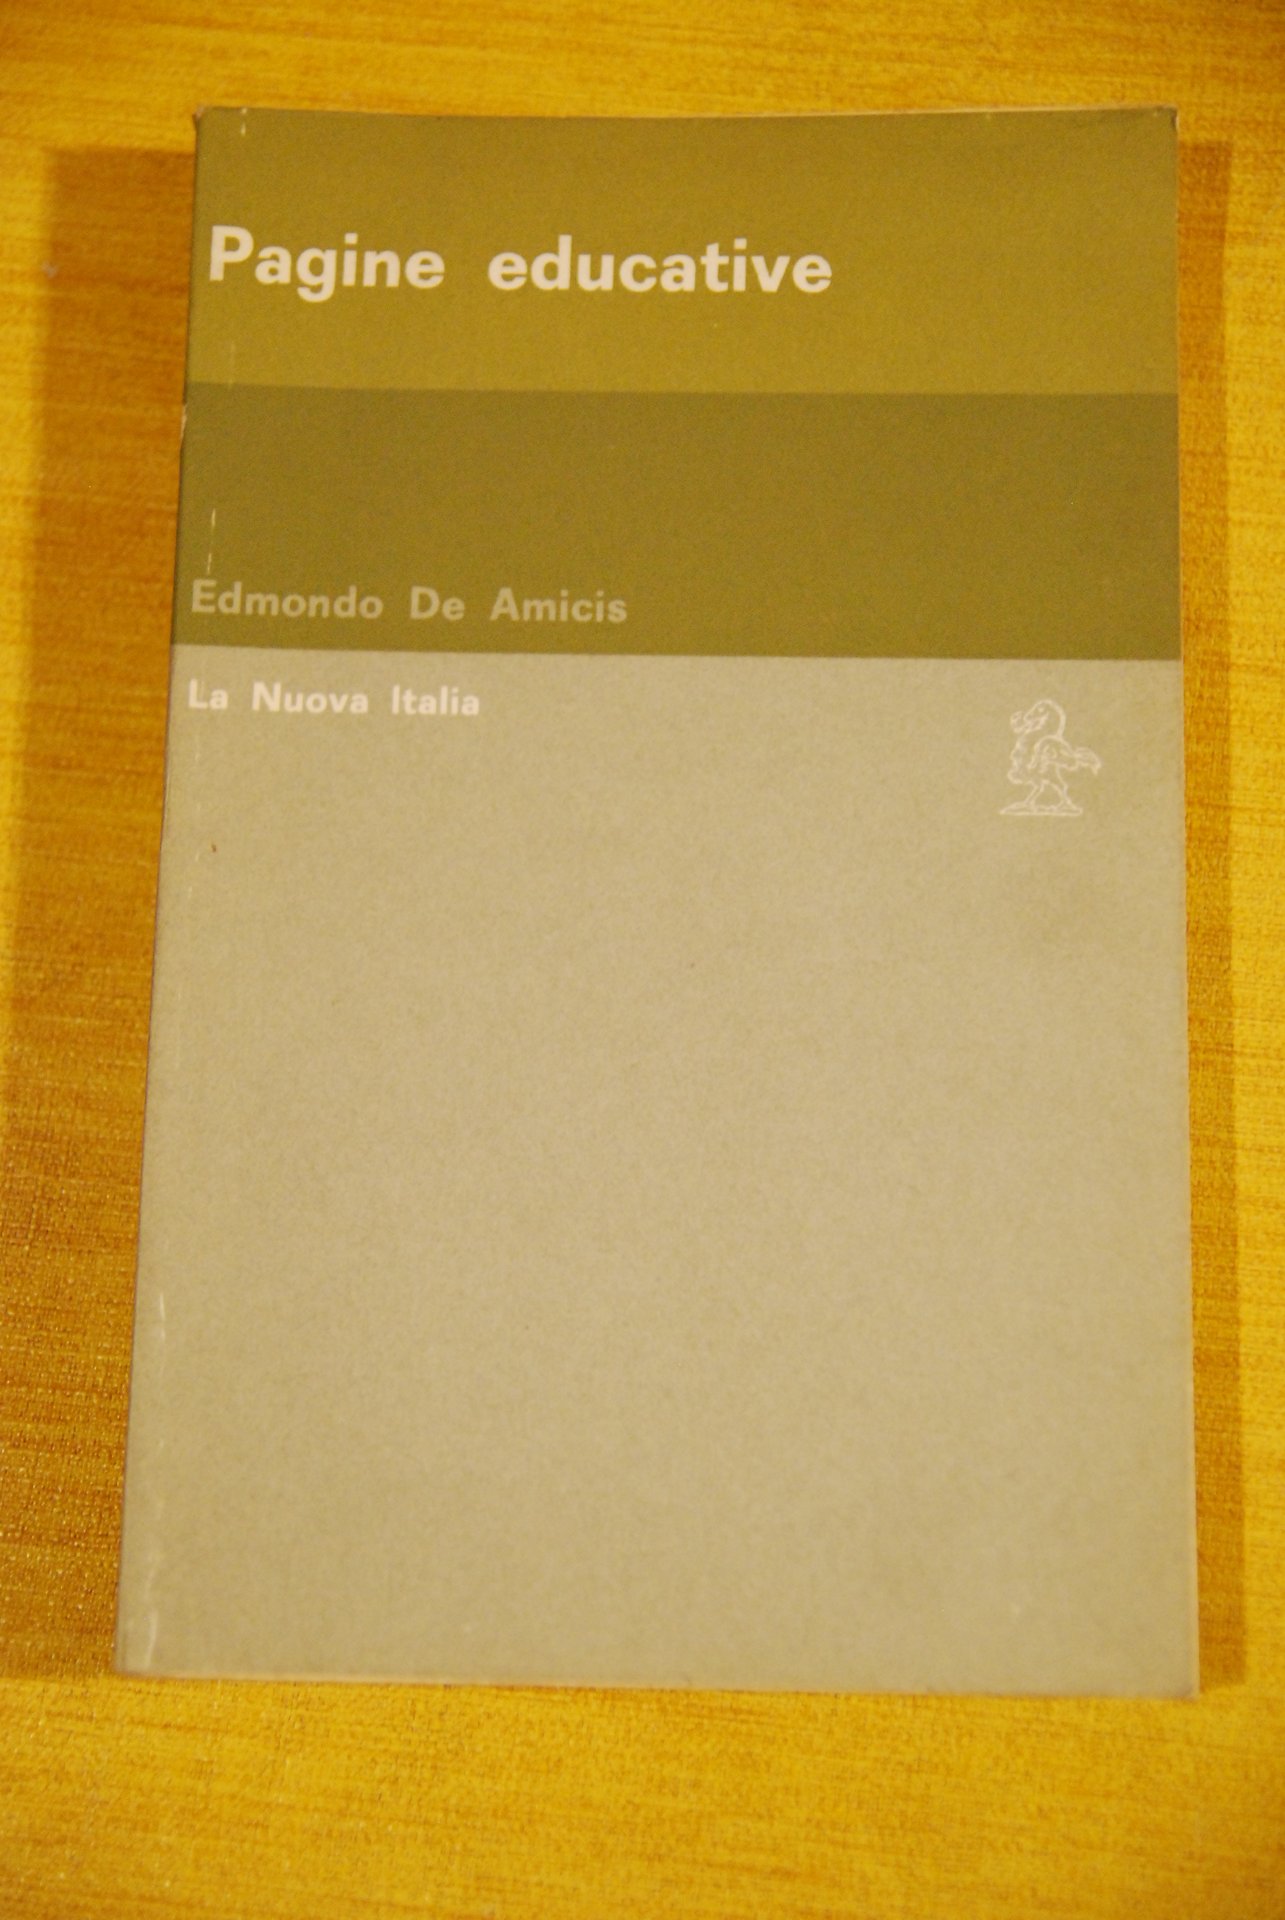 Pagine educative
Edmondo De Amicis
La Nuova Italia